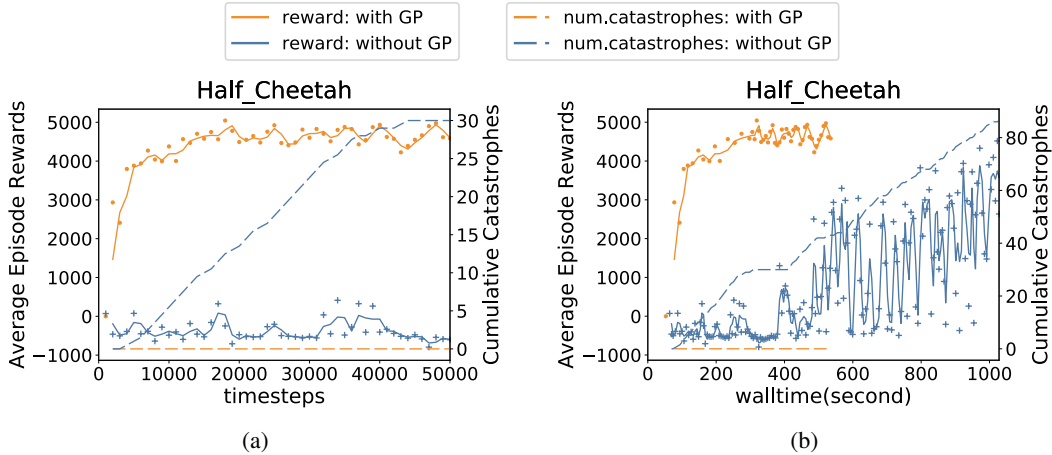 reward: with GP
reward: without GP
num.catastrophes: with GP
num.catastrophes: without GP
Half_Cheetah
Average Episode Rewards
5000
4000
3000
2000
1000
0
−1000
30
25
20
15
10
5
0
Cumulative Catastrophes
0 10000 20000 30000 40000 50000
timesteps
(a)
Half_Cheetah
Average Episode Rewards
5000
4000
3000
2000
1000
0
−1000
80
60
40
20
0
Cumulative Catastrophes
0 200 400 600 800 1000
walltime(second)
(b)